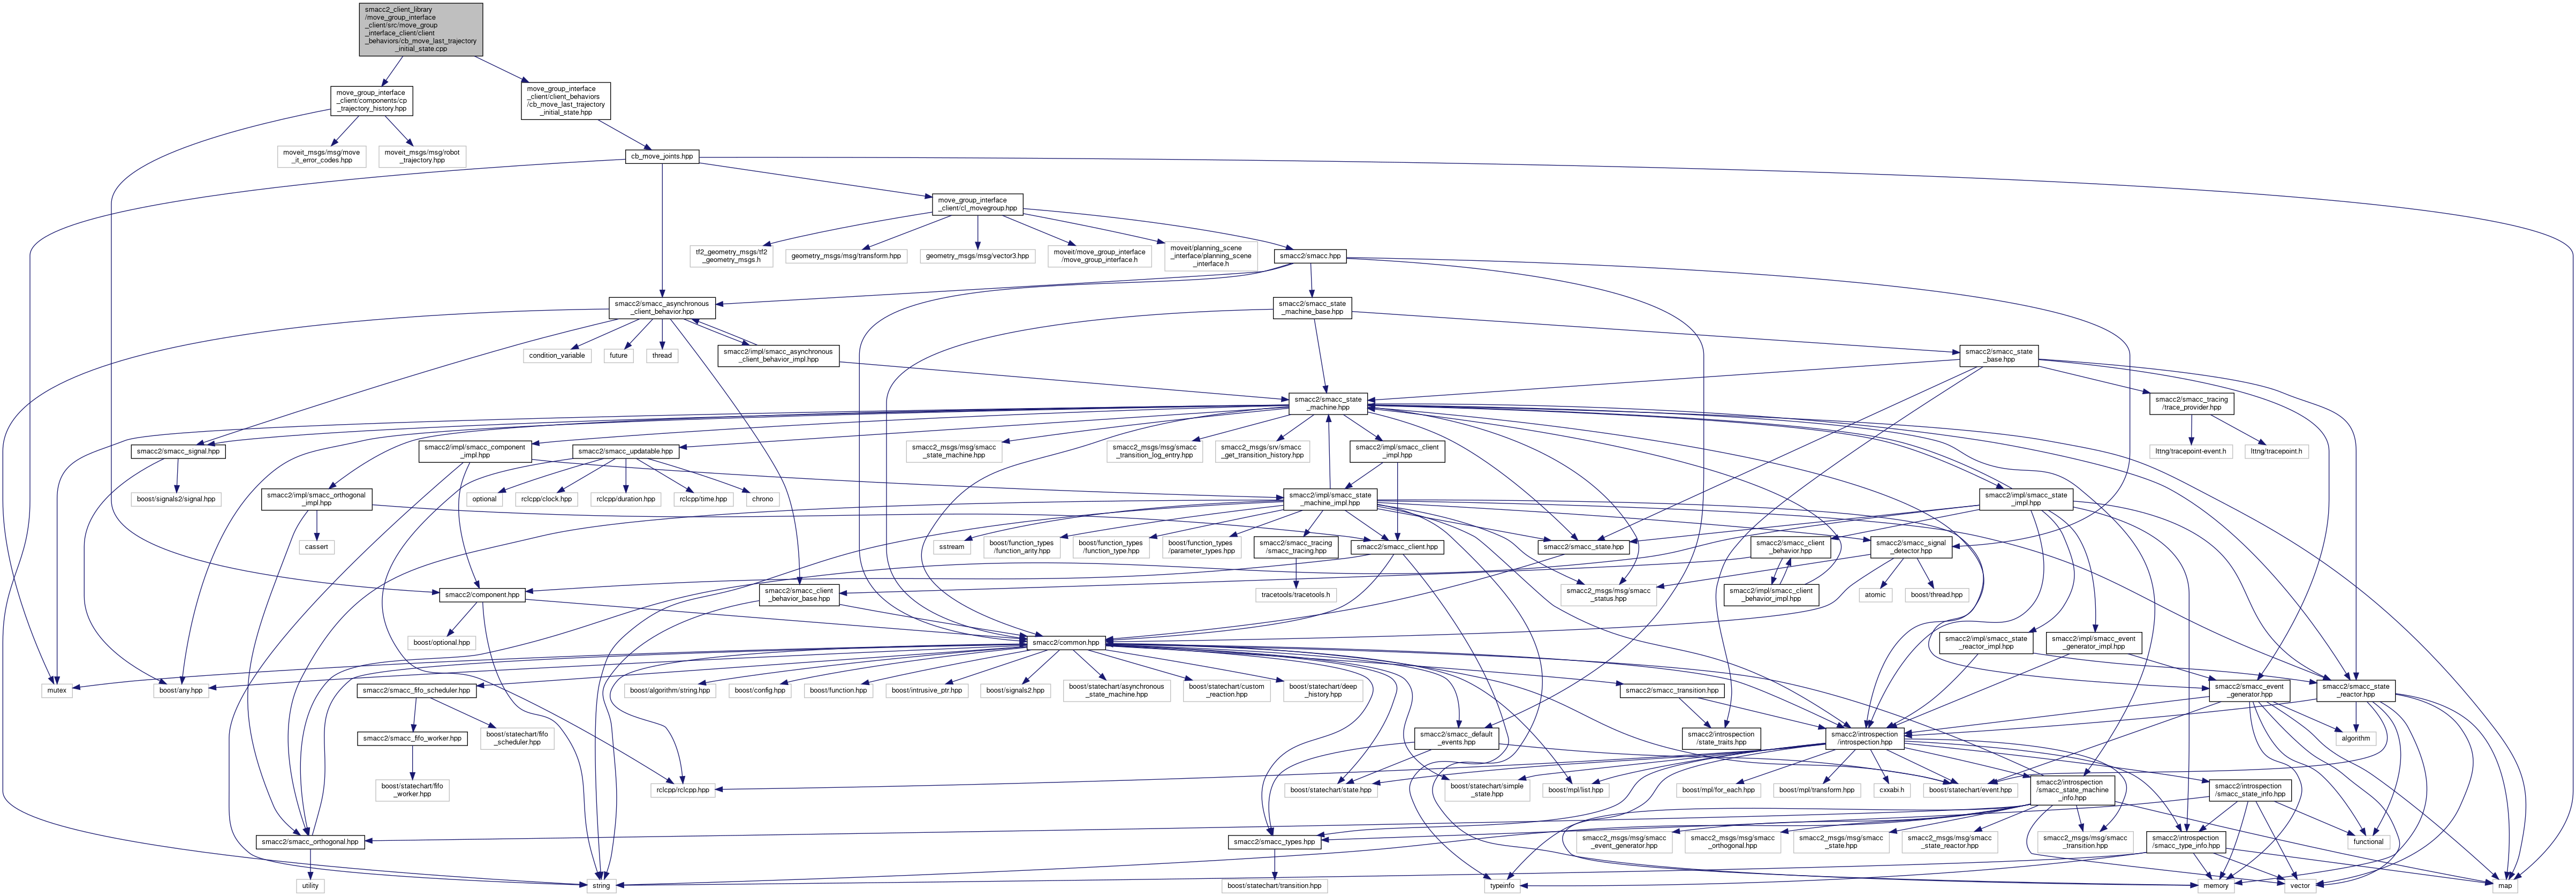 smacc2_client_library
/move_group_interface
_client/src/move_group
_interface_client/client
_behaviors/cb_move_last_trajectory
_initial_state.cpp
move_group_interface
_client/components/cp
_trajectory_history.hpp
move_group_interface
_client/client_behaviors
/cb_move_last_trajectory
_initial_state.hpp
moveit_msgs/msg/move
_it_error_codes.hpp
moveit_msgs/msg/robot
_trajectory.hpp
cb_move_joints.hpp
move_group_interface
_client/cl_movegroup.hpp
tf2_geometry_msgs/tf2
_geometry_msgs.h
geometry_msgs/msg/transform.hpp
geometry_msgs/msg/vector3.hpp
moveit/move_group_interface
/move_group_interface.h
moveit/planning_scene
_interface/planning_scene
_interface.h
smacc2/smacc.hpp
smacc2/smacc_asynchronous
_client_behavior.hpp
smacc2/smacc_state
_machine_base.hpp
condition_variable
future
thread
smacc2/impl/smacc_asynchronous
_client_behavior_impl.hpp
smacc2/smacc_state
_base.hpp
smacc2/smacc_state
_machine.hpp
smacc2/smacc_tracing
/trace_provider.hpp
smacc2/smacc_signal.hpp
smacc2/impl/smacc_component
_impl.hpp
smacc2/smacc_updatable.hpp
smacc2_msgs/msg/smacc
_state_machine.hpp
smacc2_msgs/msg/smacc
_transition_log_entry.hpp
smacc2_msgs/srv/smacc
_get_transition_history.hpp
smacc2/impl/smacc_client
_impl.hpp
lttng/tracepoint-event.h
lttng/tracepoint.h
boost/signals2/signal.hpp
smacc2/impl/smacc_orthogonal
_impl.hpp
optional
rclcpp/clock.hpp
rclcpp/duration.hpp
rclcpp/time.hpp
chrono
smacc2/impl/smacc_state
_machine_impl.hpp
smacc2/impl/smacc_state
_impl.hpp
cassert
sstream
boost/function_types
/function_arity.hpp
boost/function_types
/function_type.hpp
boost/function_types
/parameter_types.hpp
smacc2/smacc_tracing
/smacc_tracing.hpp
smacc2/smacc_client.hpp
smacc2/smacc_state.hpp
smacc2/smacc_client
_behavior.hpp
smacc2/smacc_signal
_detector.hpp
smacc2/component.hpp
smacc2/smacc_client
_behavior_base.hpp
tracetools/tracetools.h
smacc2_msgs/msg/smacc
_status.hpp
smacc2/impl/smacc_client
_behavior_impl.hpp
atomic
boost/thread.hpp
boost/optional.hpp
smacc2/common.hpp
smacc2/impl/smacc_state
_reactor_impl.hpp
smacc2/impl/smacc_event
_generator_impl.hpp
mutex
boost/any.hpp
smacc2/smacc_fifo_scheduler.hpp
boost/algorithm/string.hpp
boost/config.hpp
boost/function.hpp
boost/intrusive_ptr.hpp
boost/signals2.hpp
boost/statechart/asynchronous
_state_machine.hpp
boost/statechart/custom
_reaction.hpp
boost/statechart/deep
_history.hpp
smacc2/smacc_transition.hpp
smacc2/smacc_event
_generator.hpp
smacc2/smacc_state
_reactor.hpp
smacc2/smacc_fifo_worker.hpp
boost/statechart/fifo
_scheduler.hpp
smacc2/smacc_default
_events.hpp
smacc2/introspection
/state_traits.hpp
smacc2/introspection
/introspection.hpp
algorithm
boost/statechart/fifo
_worker.hpp
rclcpp/rclcpp.hpp
boost/statechart/state.hpp
boost/statechart/simple
_state.hpp
boost/mpl/list.hpp
boost/mpl/for_each.hpp
boost/mpl/transform.hpp
cxxabi.h
boost/statechart/event.hpp
smacc2/introspection
/smacc_state_machine
_info.hpp
smacc2/introspection
/smacc_state_info.hpp
smacc2/smacc_orthogonal.hpp
smacc2/smacc_types.hpp
smacc2_msgs/msg/smacc
_event_generator.hpp
smacc2_msgs/msg/smacc
_orthogonal.hpp
smacc2_msgs/msg/smacc
_state.hpp
smacc2_msgs/msg/smacc
_state_reactor.hpp
smacc2_msgs/msg/smacc
_transition.hpp
smacc2/introspection
/smacc_type_info.hpp
functional
utility
string
boost/statechart/transition.hpp
typeinfo
memory
vector
map